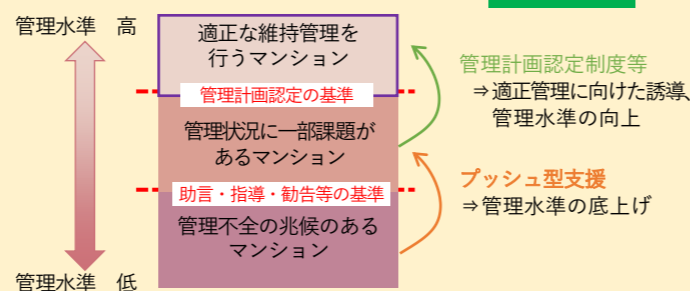 管理水準 高
適正な維持管理を
行うマンション
管理計画認定の基準
管理状況に一部課題が
あるマンション
助言・指導・勧告等の基準
管理不全の兆候のある
マンション
管理水準 低
管理計画認定制度等
⇒適正管理に向けた誘導、
管理水準の向上
プッシュ型支援
⇒管理水準の底上げ